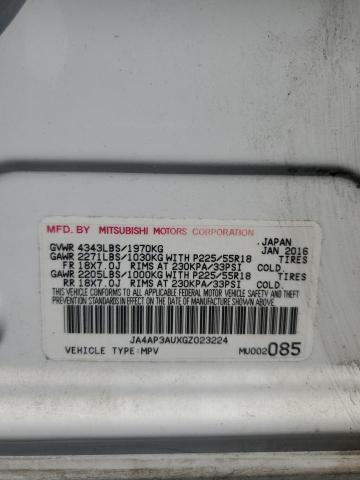 MFD. BY MITSUBISHI MOTORS CORPORATION
JAPAN
GVWR 4343LBS/1970KG JAN 2016
GAWR 2271LBS/1030KG WITH P225/55R18 TIRES
FR 18X7.0J RIMS AT 230KPA/33PSI COLD.
GAWR 2205LBS/1000KG WITH P225/55R18 TIRES
RR 18X7.0J RIMS AT 230KPA/33PSI COLD.
THIS VEHICLE CONFORMS TO ALL APPLICABLE
FEDERAL MOTOR VEHICLE SAFETY STANDARDS IN
EFFECT ON THE DATE OF MANUFACTURE SHOWN ABOVE.
JA4AP3AUXGZ023224
VEHICLE TYPE:MPV MU002085